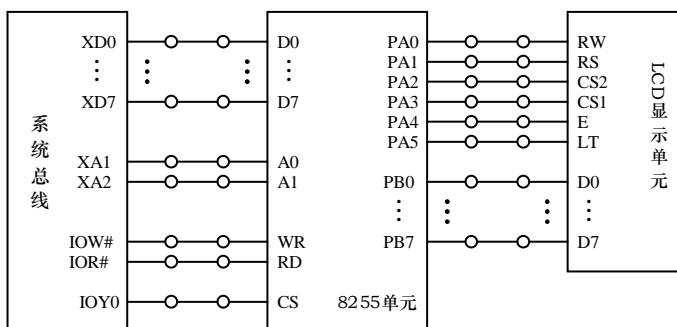 XD0 D0 PA0 RW
PA1 RS
PA2 CS2
XD7 D7 PA3 CS1
PA4 E
PA5 LT
XA1 A0
XA2 A1 PB0 D0
IOW# WR PB7 D7
IOR# RD
IOY0 CS
系统总线
8255单元
LCD显示单元